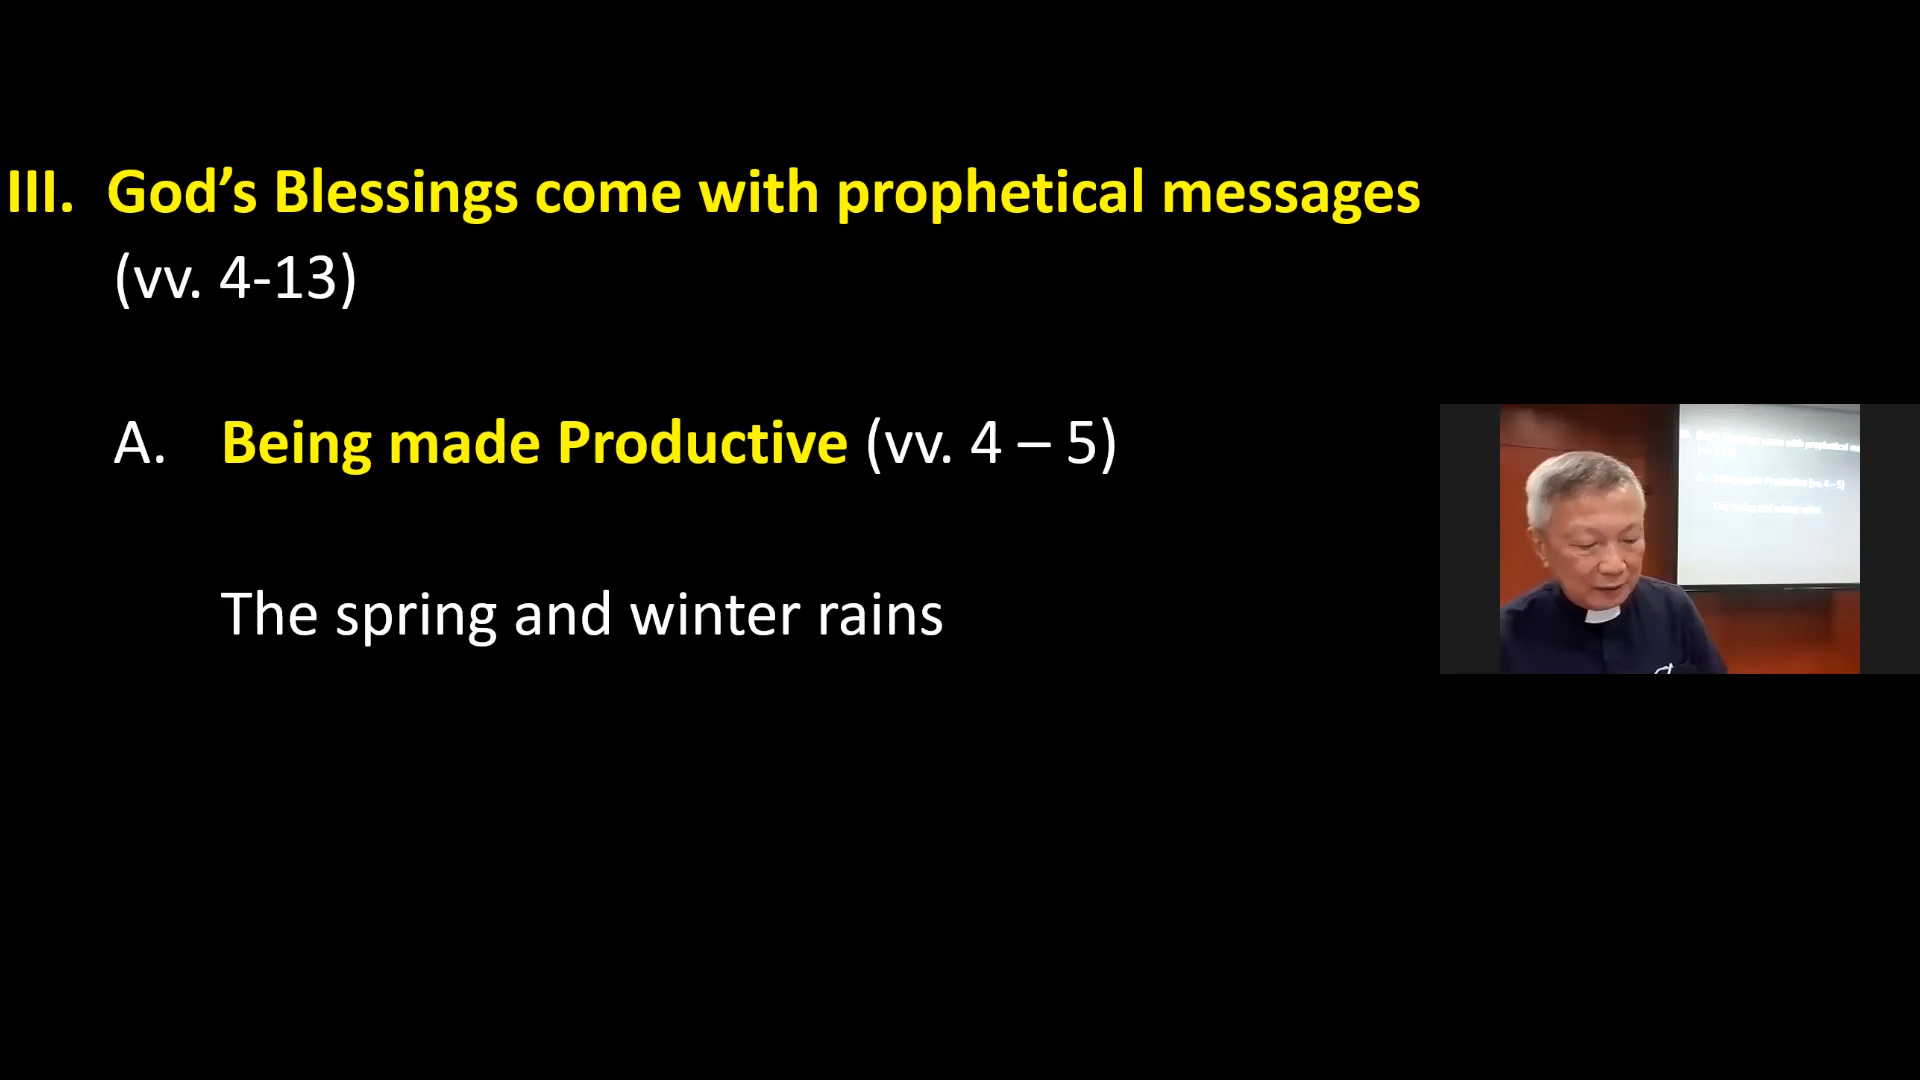 III. God’s Blessings come with prophetical messages
(vv. 4-13)
A. Being made Productive (vv. 4 – 5)
The spring and winter rains